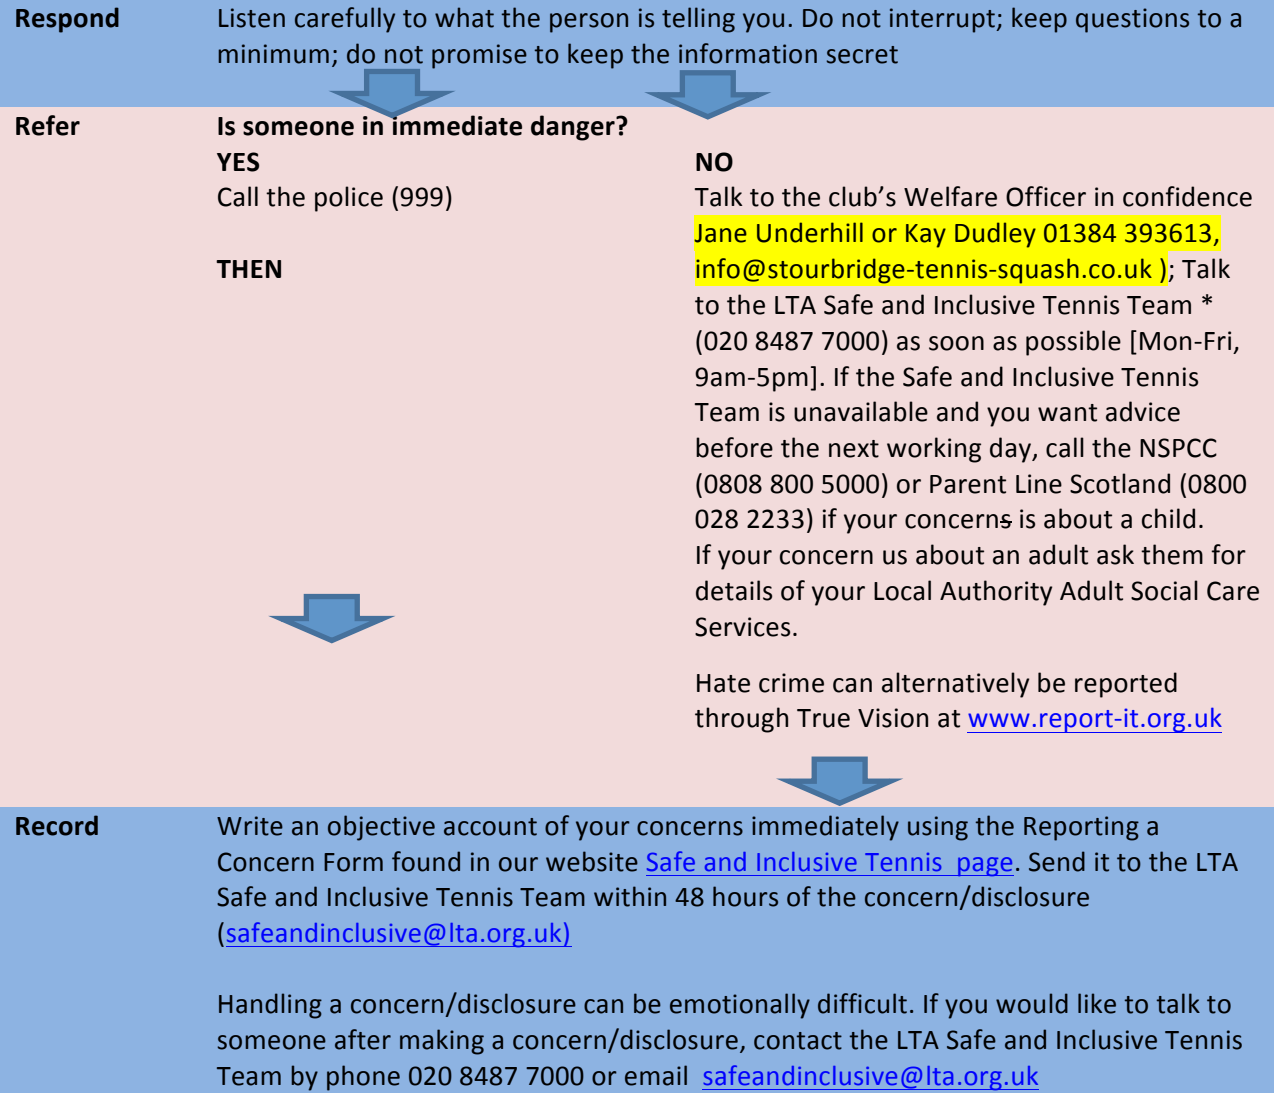 Respond Listen carefully to what the person is telling you. Do not interrupt; keep questions to a
minimum; do not promise to keep the information secret
Refer Is someone in immediate danger?
YES
Call the police (999)
THEN
NO
Talk to the club’s Welfare Officer in confidence
Jane Underhill or Kay Dudley 01384 393613,
info@stourbridge-tennis-squash.co.uk ); Talk
to the LTA Safe and Inclusive Tennis Team *
(020 8487 7000) as soon as possible [Mon-Fri,
9am-5pm]. If the Safe and Inclusive Tennis
Team is unavailable and you want advice
before the next working day, call the NSPCC
(0808 800 5000) or Parent Line Scotland (0800
028 2233) if your concerns is about a child.
If your concern us about an adult ask them for
details of your Local Authority Adult Social Care
Services.
Hate crime can alternatively be reported
through True Vision at www.report-it.org.uk
Record Write an objective account of your concerns immediately using the Reporting a
Concern Form found in our website Safe and Inclusive Tennis  page. Send it to the LTA
Safe and Inclusive Tennis Team within 48 hours of the concern/disclosure
(safeandinclusive@lta.org.uk)
Handling a concern/disclosure can be emotionally difficult. If you would like to talk to
someone after making a concern/disclosure, contact the LTA Safe and Inclusive Tennis
Team by phone 020 8487 7000 or email  safeandinclusive@lta.org.uk